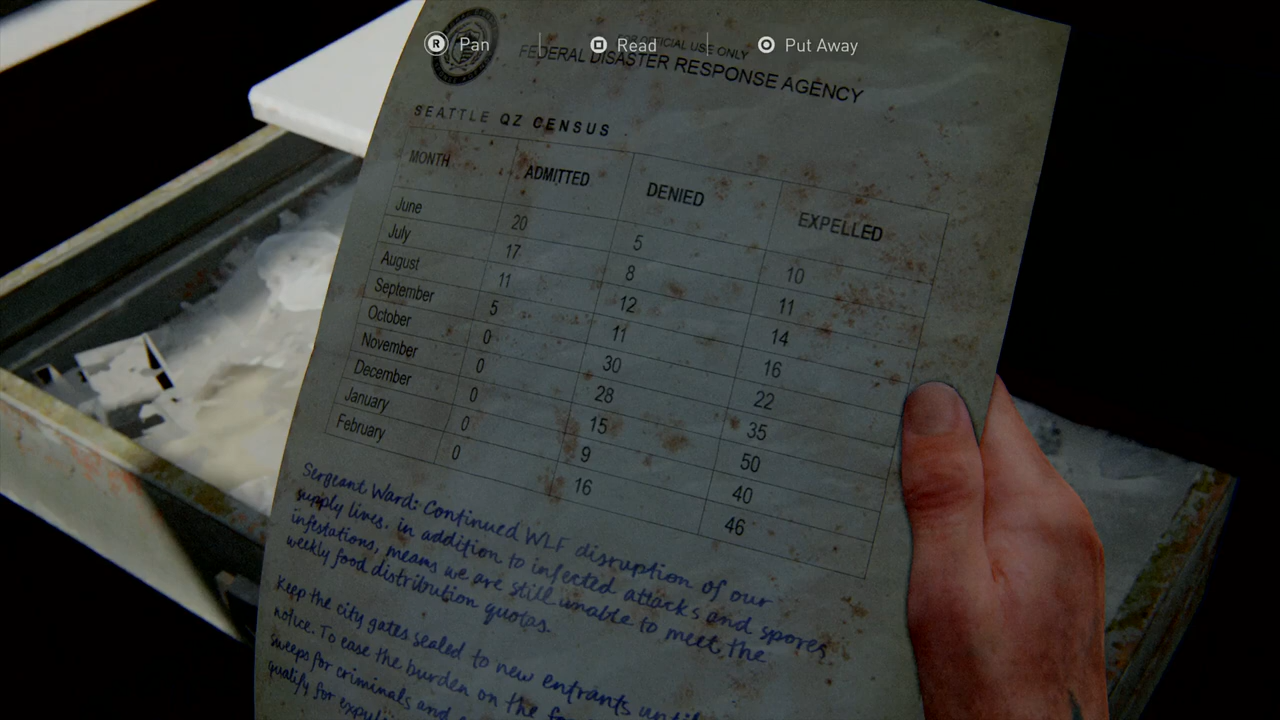 R Pan Read Put Away
FOR OFFICIAL USE ONLY
FEDERAL DISASTER RESPONSE AGENCY
SEATTLE QZ CENSUS
MONTH ADMITTED DENIED EXPELLED
June 20 5 10
July 17 8 11
August 11 12 14
September 5 11 16
October 0 30 22
November 0 28 35
December 0 15 50
January 0 9 40
February 0 16 46
Sergeant Ward: Continued WLF disruption of our
supply lines. in addition to infected attacks and spores
infestations, means we are still unable to meet the
weekly food distribution quotas.
Keep the city gates sealed to new entrants until
notice. To ease the burden on the
sweeps for criminals and
qualify for